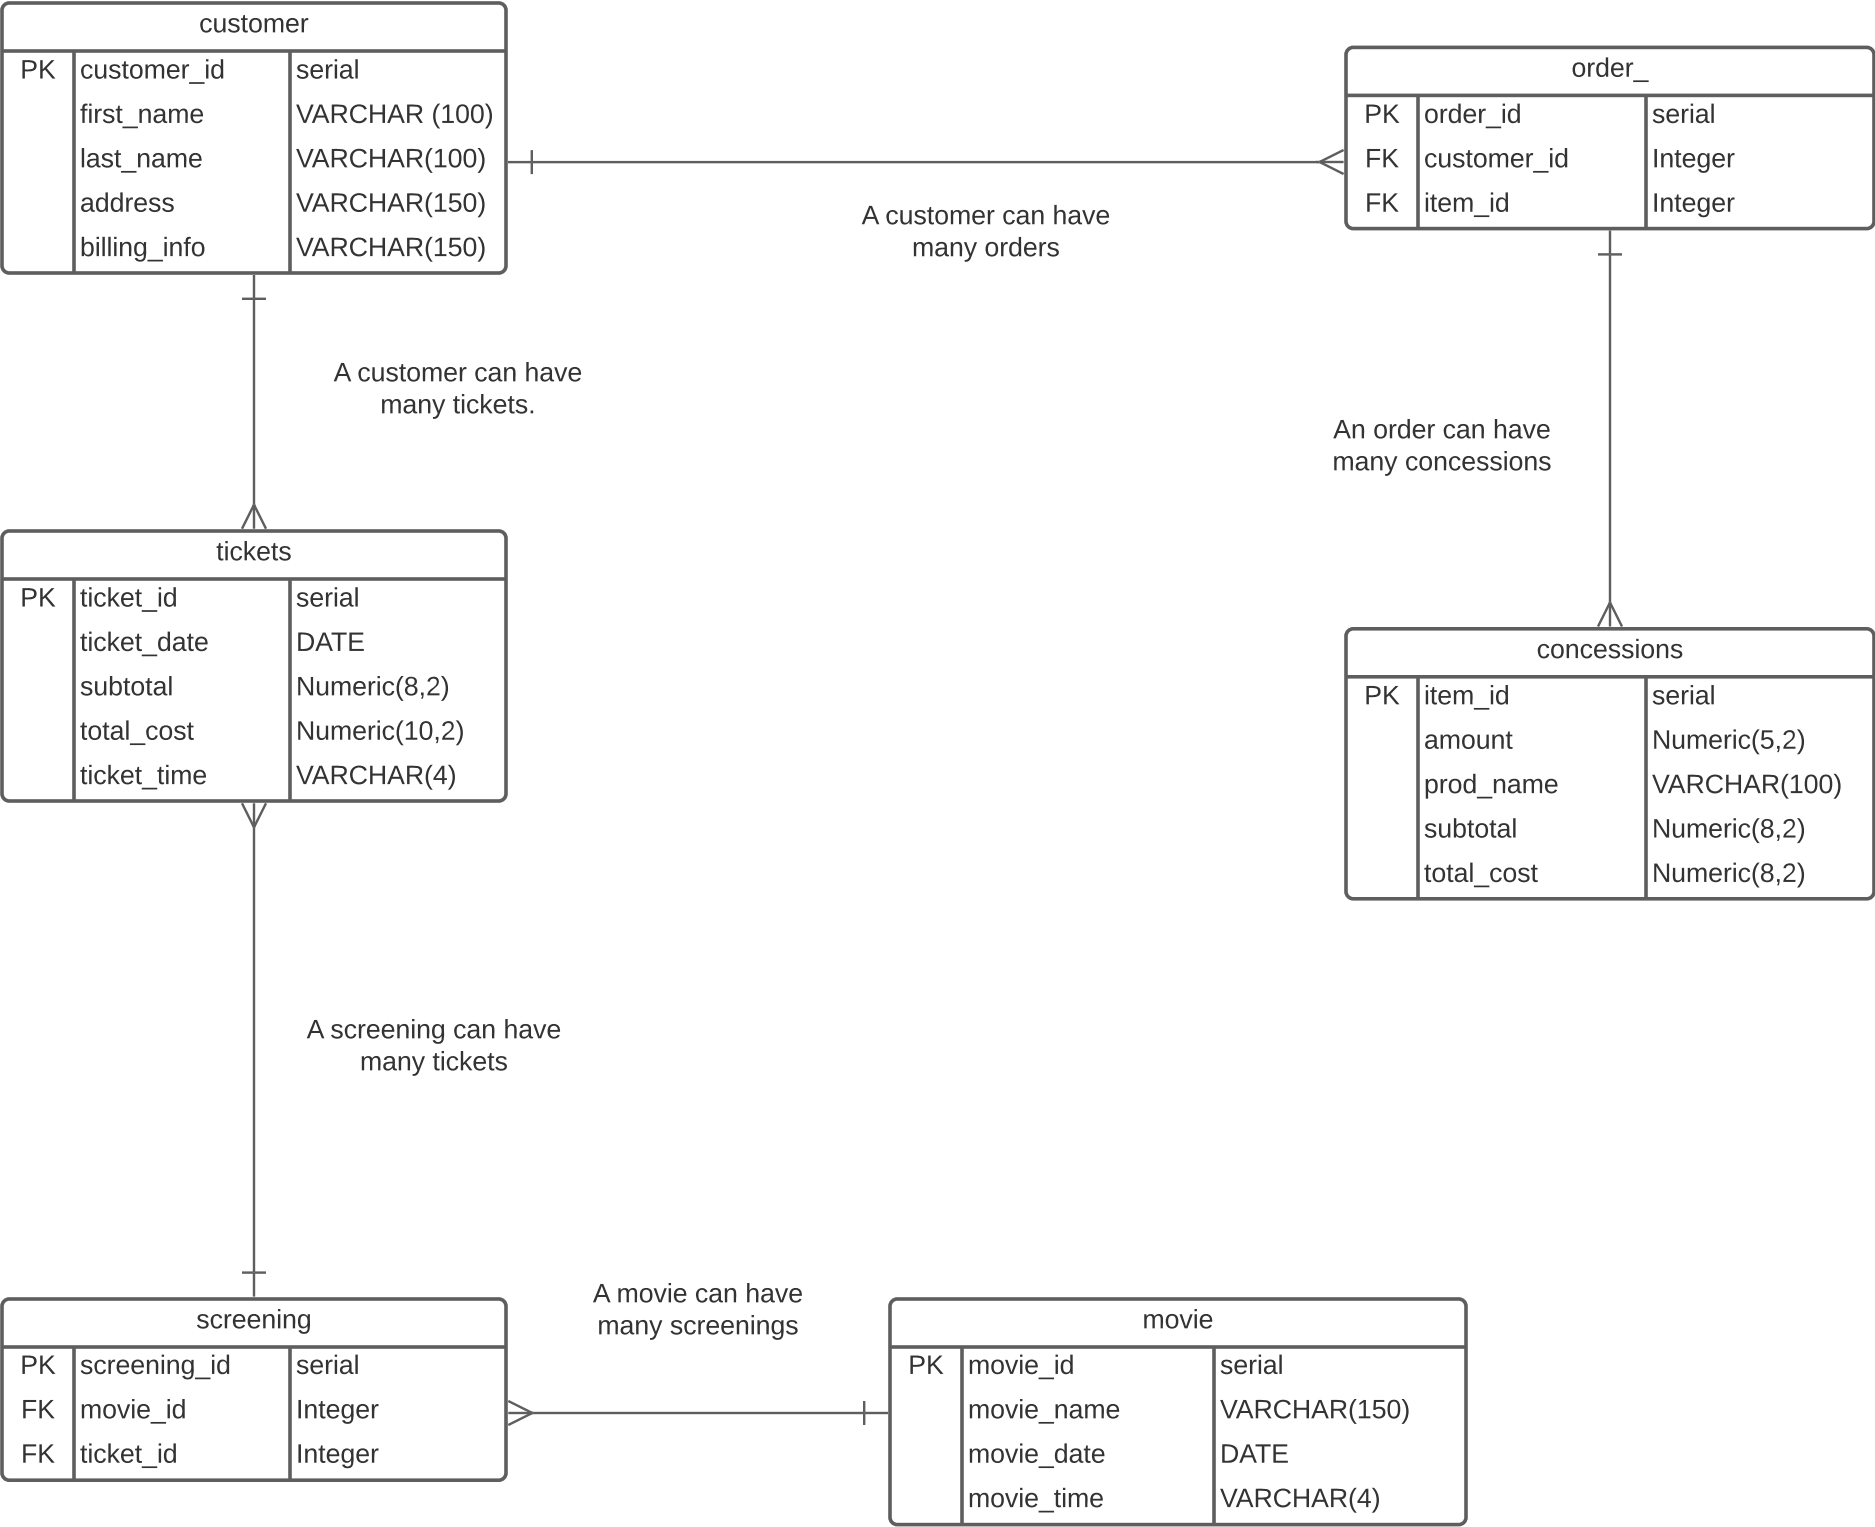 customer
PK customer_id serial
first_name VARCHAR (100)
last_name VARCHAR(100)
address VARCHAR(150)
billing_info VARCHAR(150)
order_
PK order_id serial
FK customer_id Integer
FK item_id Integer
A customer can have
many orders
A customer can have
many tickets.
An order can have
many concessions
tickets
PK ticket_id serial
ticket_date DATE
subtotal Numeric(8,2)
total_cost Numeric(10,2)
ticket_time VARCHAR(4)
concessions
PK item_id serial
amount Numeric(5,2)
prod_name VARCHAR(100)
subtotal Numeric(8,2)
total_cost Numeric(8,2)
A screening can have
many tickets
A movie can have
many screenings
screening
PK screening_id serial
FK movie_id Integer
FK ticket_id Integer
movie
PK movie_id serial
movie_name VARCHAR(150)
movie_date DATE
movie_time VARCHAR(4)